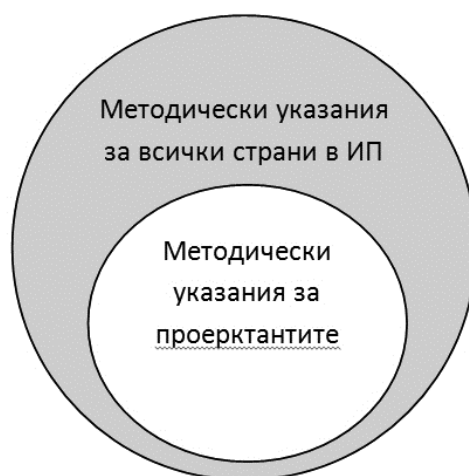 Методически указания
за всички страни в ИП
Методически
указания за
проерктантите